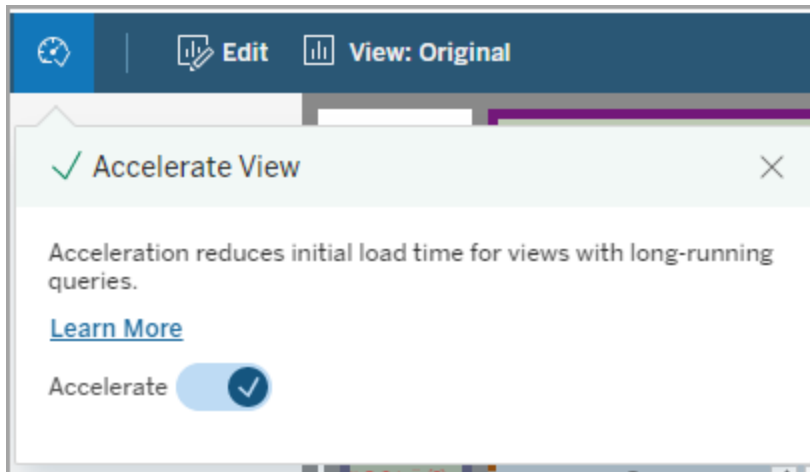 Edit
View: Original
Accelerate View
Acceleration reduces initial load time for views with long-running
queries.
Learn More
Accelerate